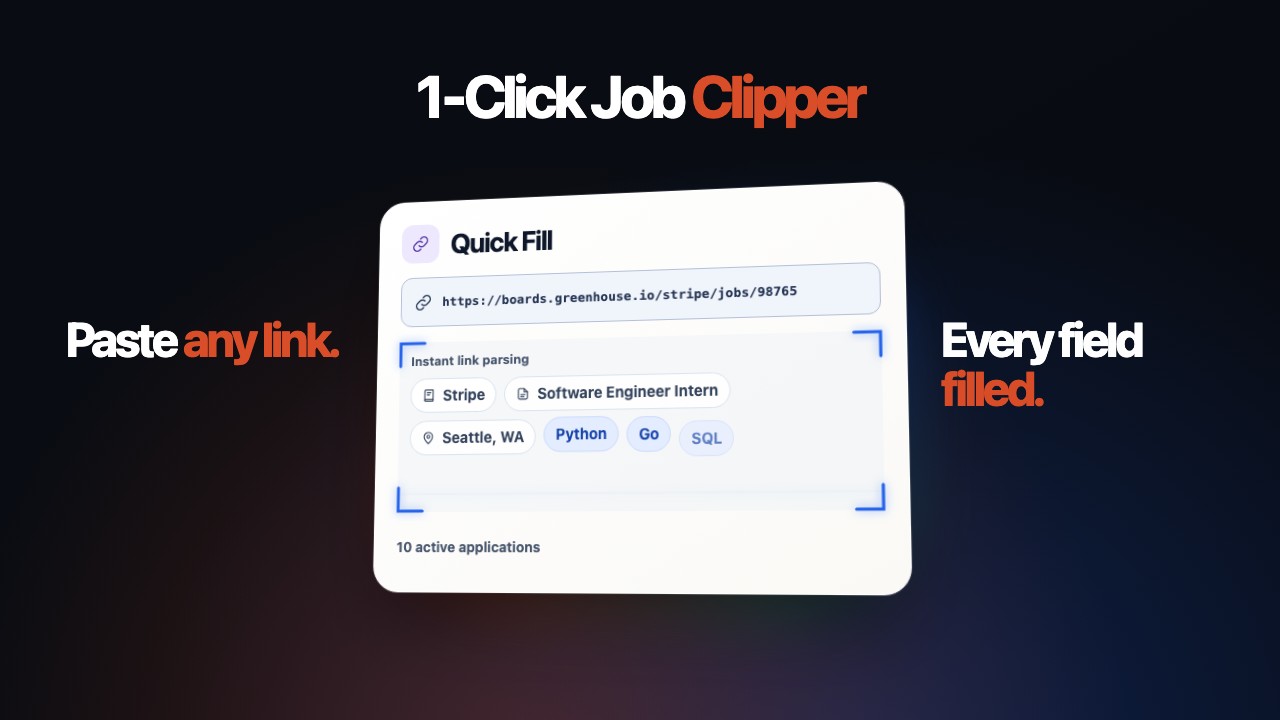 1-Click Job Clipper
Paste any link.
Quick Fill
https://boards.greenhouse.io/stripe/jobs/98765
Instant link parsing
Stripe
Software Engineer Intern
Seattle, WA
Python
Go
SQL
10 active applications
Every field
filled.